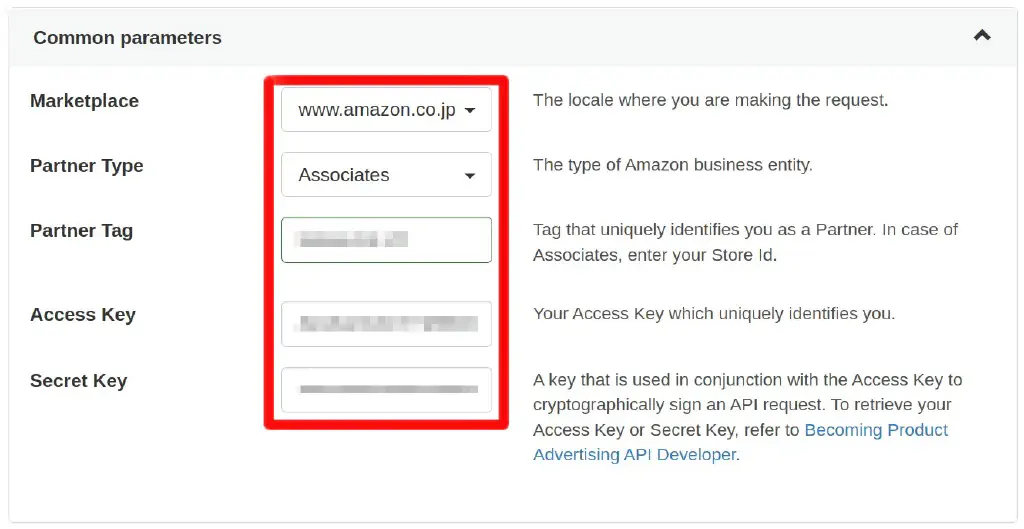 Common parameters
Marketplace
www.amazon.co.jp
The locale where you are making the request.
Partner Type
Associates
The type of Amazon business entity.
Partner Tag
Tag that uniquely identifies you as a Partner. In case of
Associates, enter your Store Id.
Access Key
Your Access Key which uniquely identifies you.
Secret Key
A key that is used in conjunction with the Access Key to
cryptographically sign an API request. To retrieve your
Access Key or Secret Key, refer to Becoming Product
Advertising API Developer.